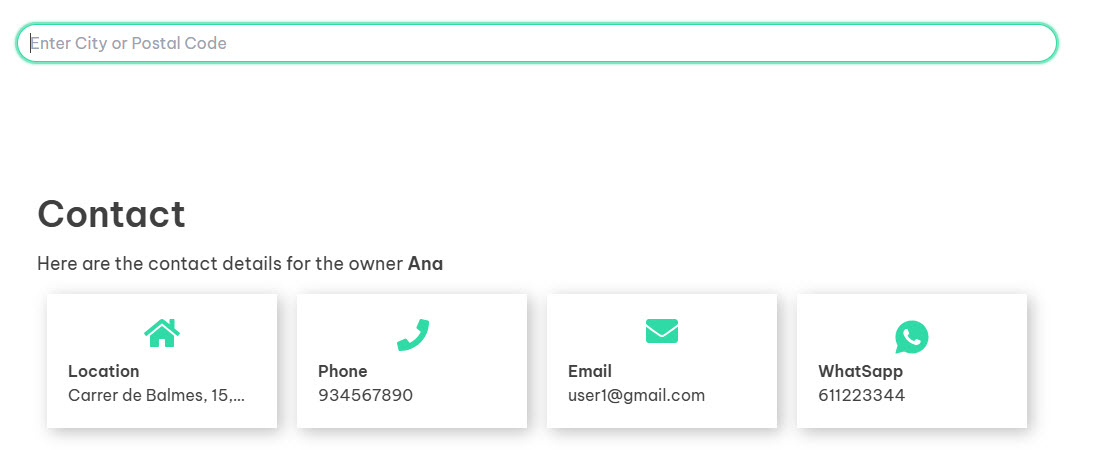 Enter City or Postal Code
Contact
Here are the contact details for the owner Ana
Location
Carrer de Balmes, 15,...
Phone
934567890
Email
user1@gmail.com
WhatSapp
611223344